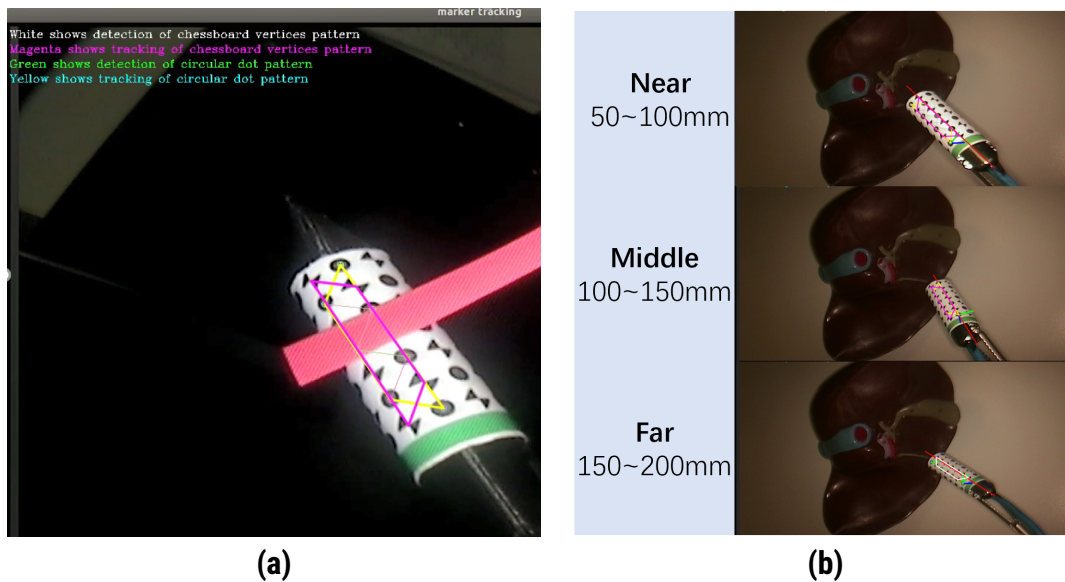 marker tracking
White shows detection of chessboard vertices pattern
Magenta shows tracking of chessboard vertices pattern
Green shows detection of circular dot pattern
Yellow shows tracking of circular dot pattern
Near
50~100mm
Middle
100~150mm
Far
150~200mm
(a)
(b)